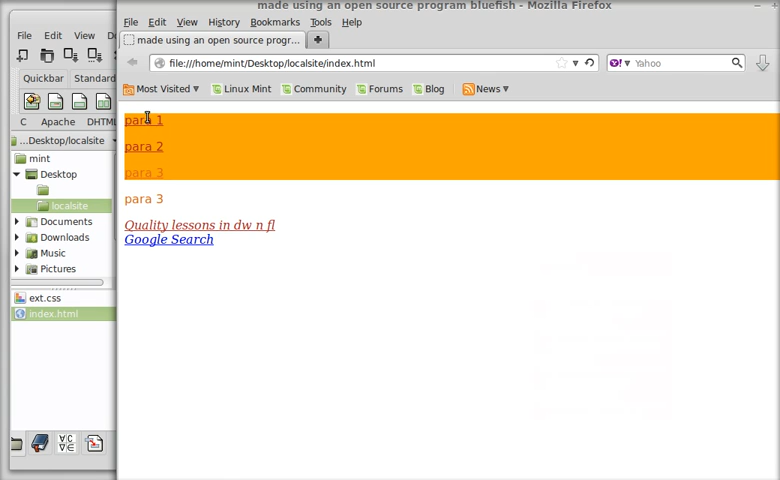 made using an open source program bluefish - Mozilla Firefox
File Edit View History Bookmarks Tools Help
made using an open source progr...
file:///home/mint/Desktop/localsite/index.html
Yahoo
Most Visited Linux Mint Community Forums Blog News
para 1
para 2
para 3
para 3
Quality lessons in dw n fl
Google Search
File Edit View D
Quickbar Standard
C Apache DHTML
...Desktop/localsite
mint
Desktop
localsite
Documents
Downloads
Music
Pictures
ext.css
index.html